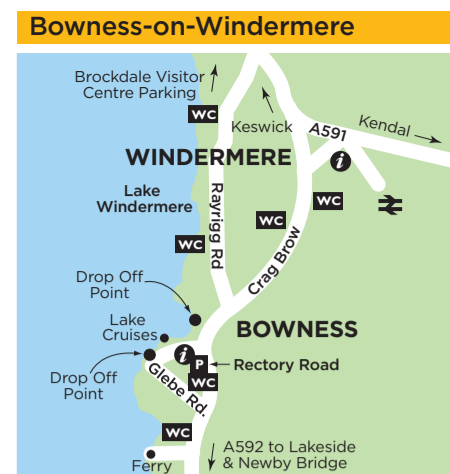 Bowness-on-Windermere
Brockdale Visitor
Centre Parking
WC
Keswick
A591
Kendal
WINDERMERE
i
Lake
Windermere
Rayrigg Rd
WC
WC
WC
Crag Brow
Drop Off
Point
Lake
Cruises
BOWNESS
i
P
Rectory Road
WC
Drop Off
Point
Glebe Rd.
WC
A592 to Lakeside
& Newby Bridge
Ferry